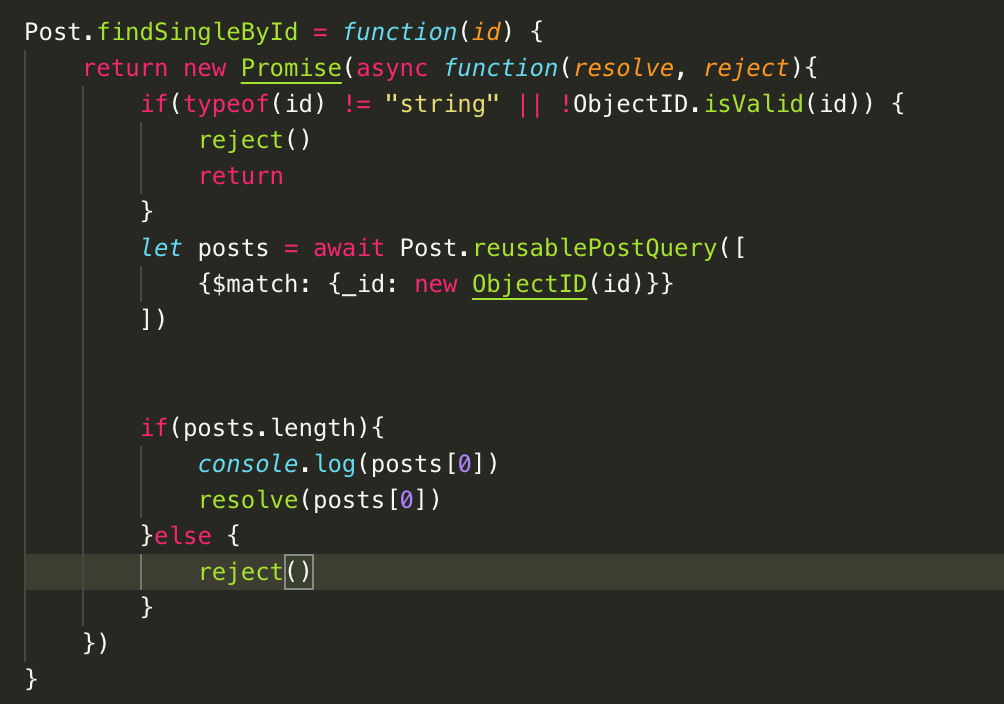 Post.findSingleById = function(id) {
    return new Promise(async function(resolve, reject){
        if(typeof(id) != "string" || !ObjectID.isValid(id)) {
            reject()
            return
        }
        let posts = await Post.reusablePostQuery([
            {$match: {_id: new ObjectID(id)}}
        ])

        if(posts.length){
            console.log(posts[0])
            resolve(posts[0])
        }else {
            reject()
        }
    })
}